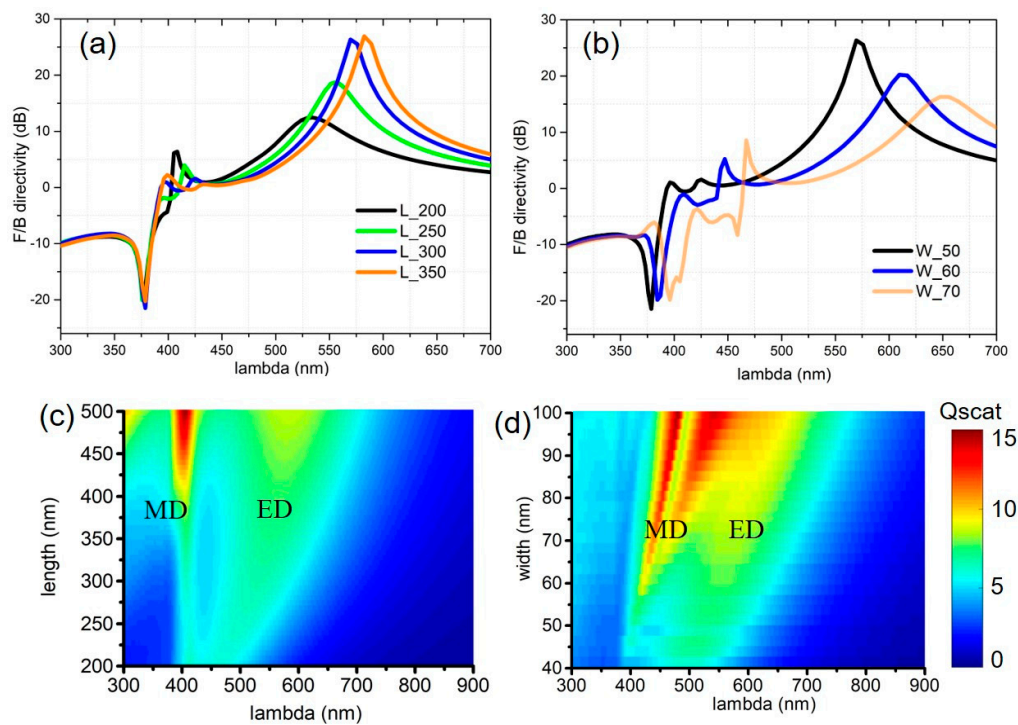 (a)
F/B directivity (dB)
30
20
10
0
-10
-20
L_200
L_250
L_300
L_350
300 350 400 450 500 550 600 650 700
lambda (nm)
(b)
F/B directivity (dB)
30
20
10
0
-10
-20
W_50
W_60
W_70
300 350 400 450 500 550 600 650 700
lambda (nm)
(c)
length (nm)
500
450
400
350
300
250
200
MD ED
300 400 500 600 700 800 900
lambda (nm)
(d)
width (nm)
100
90
80
70
60
50
40
MD ED
300 400 500 600 700 800 900
lambda (nm)
Qscat
15
10
5
0